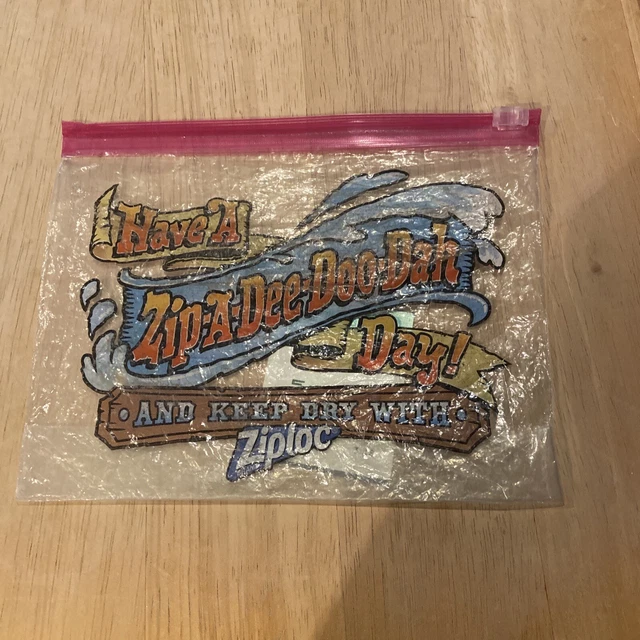 Have A
Zip-A-Dee-Doo-Dah
Day!
AND KEEP DRY WITH
Ziploc